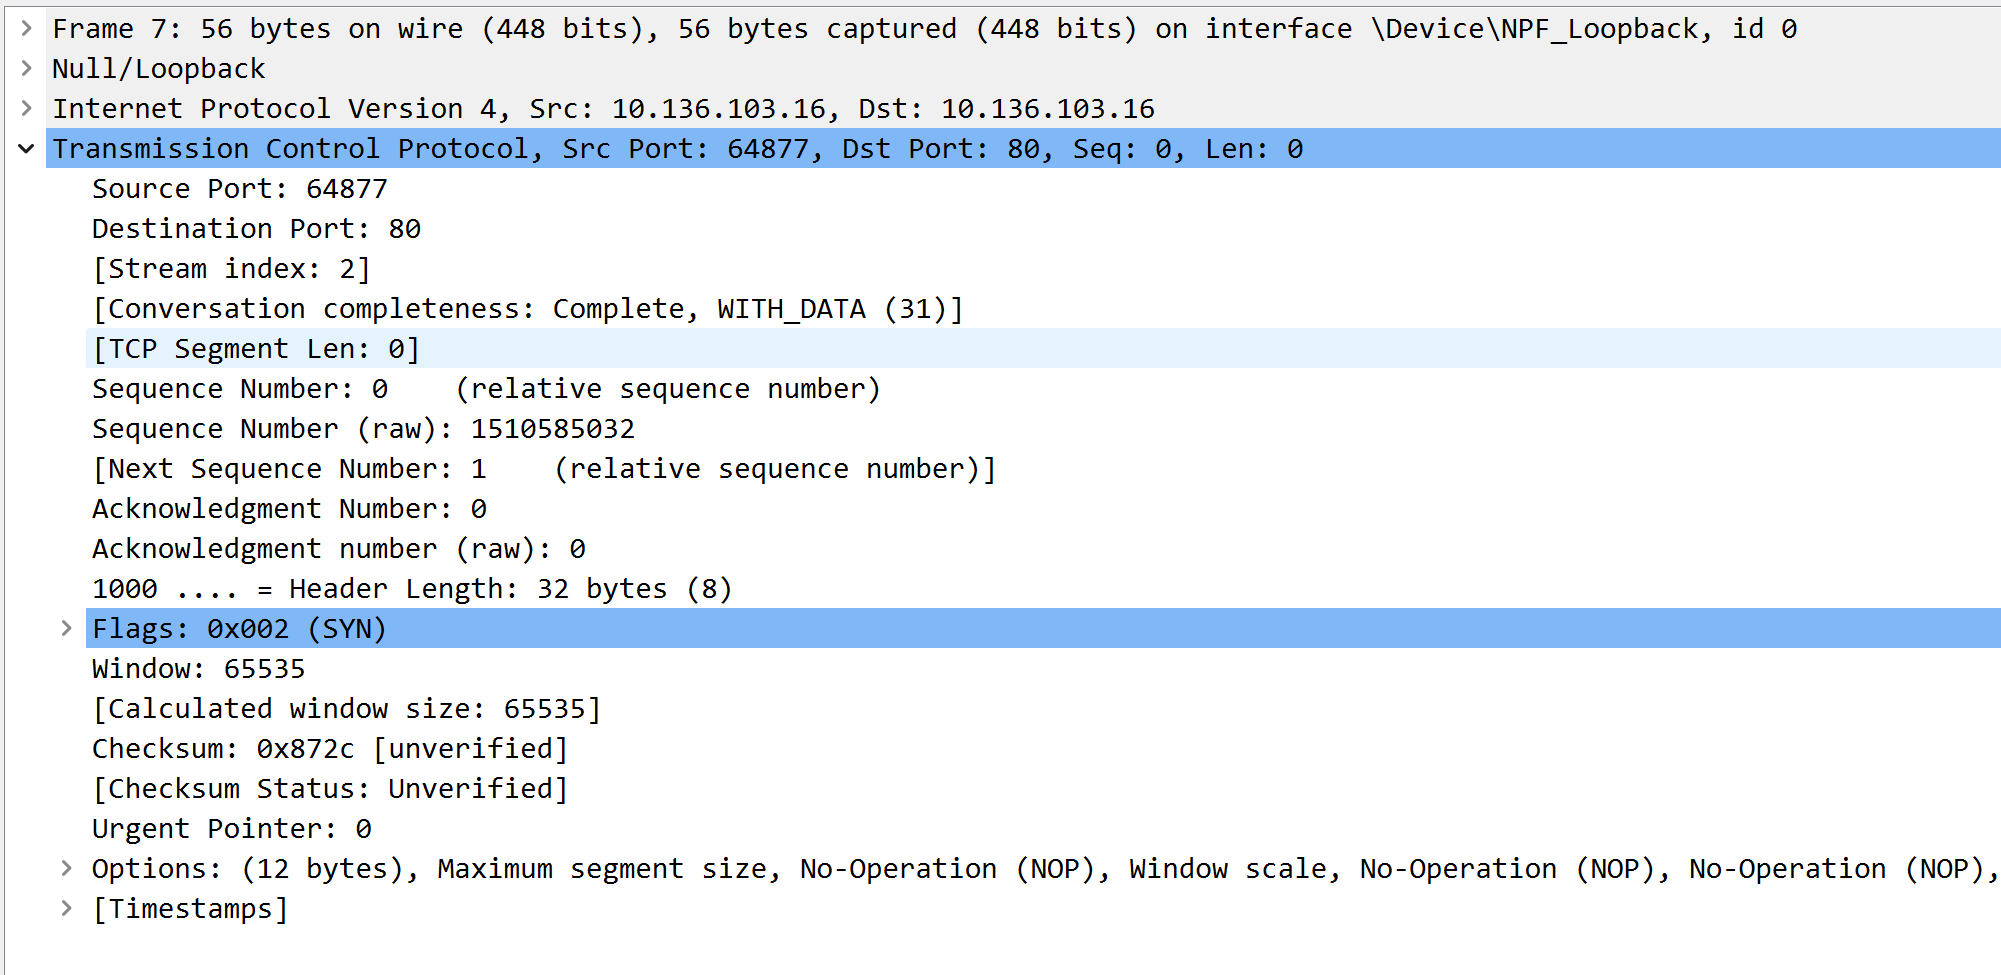 Frame 7: 56 bytes on wire (448 bits), 56 bytes captured (448 bits) on interface \Device\NPF_Loopback, id 0
Null/Loopback
Internet Protocol Version 4, Src: 10.136.103.16, Dst: 10.136.103.16
Transmission Control Protocol, Src Port: 64877, Dst Port: 80, Seq: 0, Len: 0
Source Port: 64877
Destination Port: 80
[Stream index: 2]
[Conversation completeness: Complete, WITH_DATA (31)]
[TCP Segment Len: 0]
Sequence Number: 0    (relative sequence number)
Sequence Number (raw): 1510585032
[Next Sequence Number: 1    (relative sequence number)]
Acknowledgment Number: 0
Acknowledgment number (raw): 0
1000 .... = Header Length: 32 bytes (8)
Flags: 0x002 (SYN)
Window: 65535
[Calculated window size: 65535]
Checksum: 0x872c [unverified]
[Checksum Status: Unverified]
Urgent Pointer: 0
Options: (12 bytes), Maximum segment size, No-Operation (NOP), Window scale, No-Operation (NOP), No-Operation (NOP),
[Timestamps]